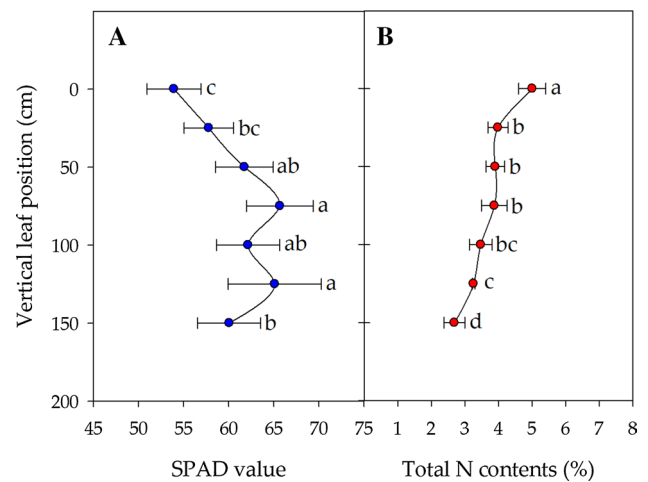 A
B
0
50
100
150
200
Vertical leaf position (cm)
c
bc
ab
a
ab
a
b
a
b
b
b
bc
c
d
45 50 55 60 65 70 75 1 2 3 4 5 6 7 8
SPAD value
Total N contents (%)